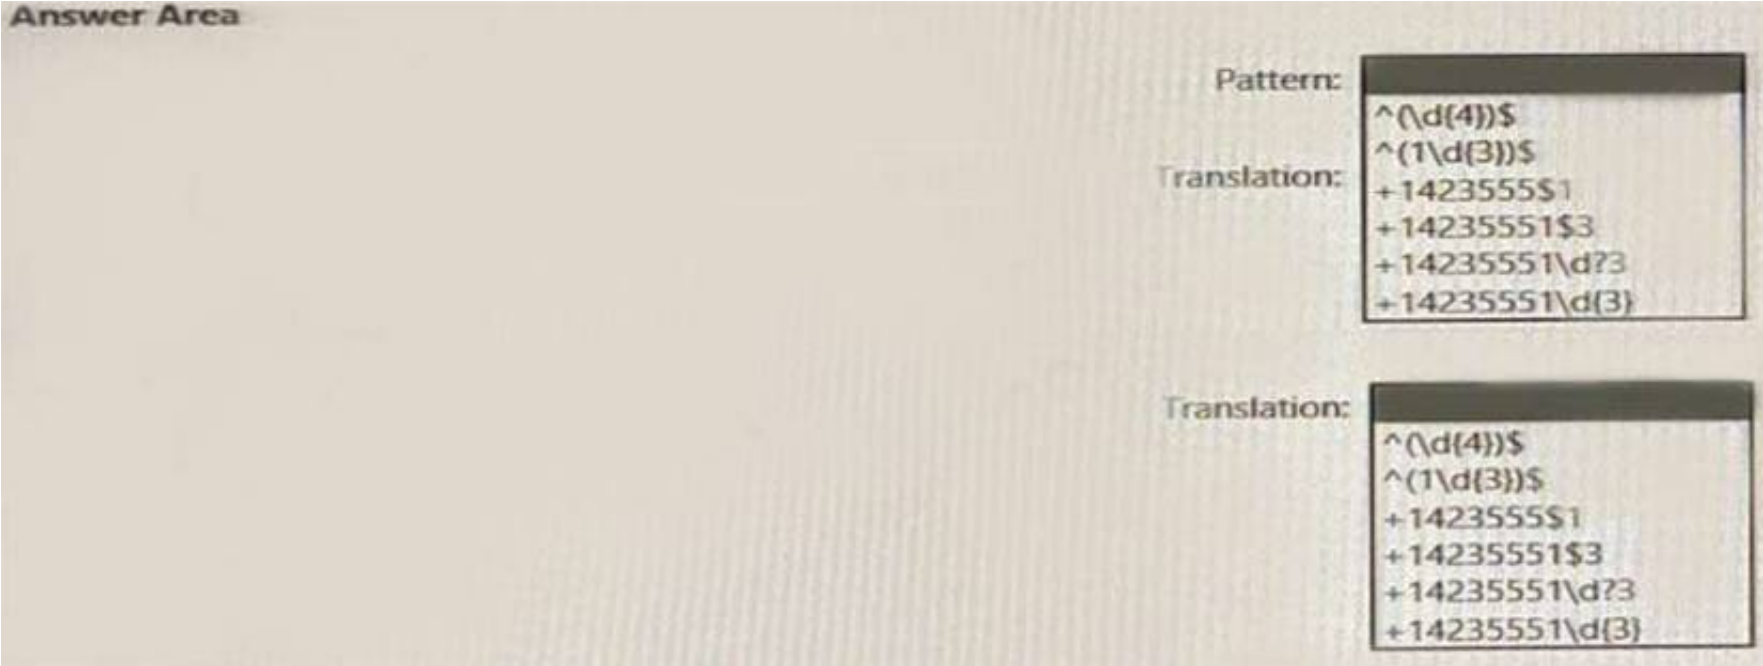 Answer Area
Pattern:
^(\d{4})$
^(1\d{3})$
Translation:
+1423555$1
+14235551$3
+14235551\d?3
+14235551\d{3}
Translation:
^(\d{4})$
^(1\d{3})$
+1423555$1
+14235551$3
+14235551\d?3
+14235551\d{3}